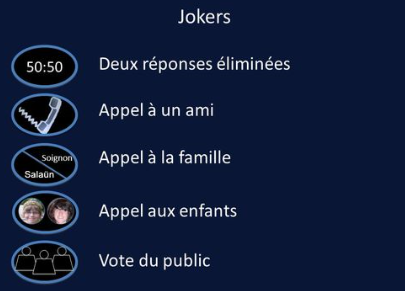 Jokers
50:50 Deux réponses éliminées
Appel à un ami
Soignon
Salaün
Appel à la famille
Appel aux enfants
Vote du public